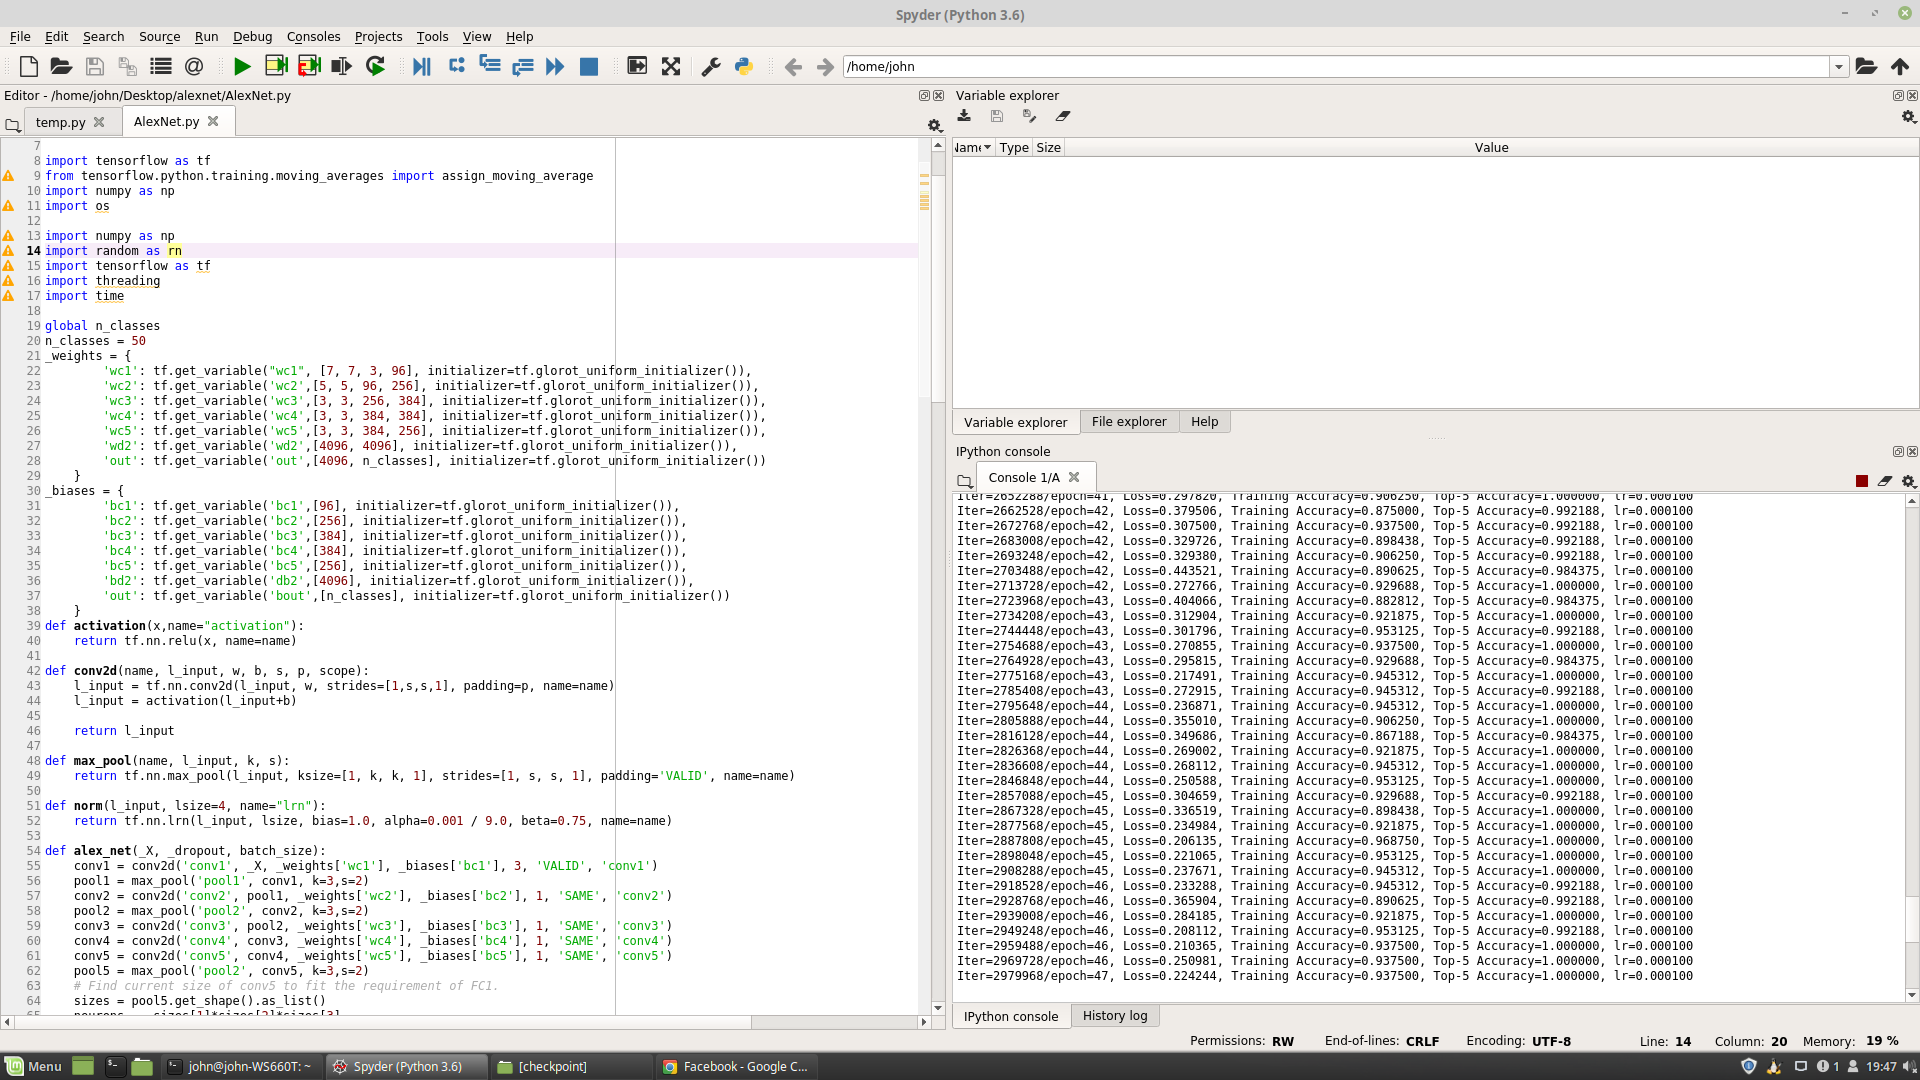 Spyder (Python 3.6)
File Edit Search Source Run Debug Consoles Projects Tools View Help
/home/john
Editor - /home/john/Desktop/alexnet/AlexNet.py
temp.py AlexNet.py
7
8 import tensorflow as tf
9 from tensorflow.python.training.moving_averages import assign_moving_average
10 import numpy as np
11 import os
12
13 import numpy as np
14 import random as rn
15 import tensorflow as tf
16 import threading
17 import time
18
19 global n_classes
20 n_classes = 50
21 _weights = {
22 'wc1': tf.get_variable("wc1", [7, 7, 3, 96], initializer=tf.glorot_uniform_initializer()),
23 'wc2': tf.get_variable('wc2',[5, 5, 96, 256], initializer=tf.glorot_uniform_initializer()),
24 'wc3': tf.get_variable('wc3',[3, 3, 256, 384], initializer=tf.glorot_uniform_initializer()),
25 'wc4': tf.get_variable('wc4',[3, 3, 384, 384], initializer=tf.glorot_uniform_initializer()),
26 'wc5': tf.get_variable('wc5',[3, 3, 384, 256], initializer=tf.glorot_uniform_initializer()),
27 'wd2': tf.get_variable('wd2',[4096, 4096], initializer=tf.glorot_uniform_initializer()),
28 'out': tf.get_variable('out',[4096, n_classes], initializer=tf.glorot_uniform_initializer())
29 }
30 _biases = {
31 'bc1': tf.get_variable('bc1',[96], initializer=tf.glorot_uniform_initializer()),
32 'bc2': tf.get_variable('bc2',[256], initializer=tf.glorot_uniform_initializer()),
33 'bc3': tf.get_variable('bc3',[384], initializer=tf.glorot_uniform_initializer()),
34 'bc4': tf.get_variable('bc4',[384], initializer=tf.glorot_uniform_initializer()),
35 'bc5': tf.get_variable('bc5',[256], initializer=tf.glorot_uniform_initializer()),
36 'bd2': tf.get_variable('db2',[4096], initializer=tf.glorot_uniform_initializer()),
37 'out': tf.get_variable('bout',[n_classes], initializer=tf.glorot_uniform_initializer())
38 }
39 def activation(x,name="activation"):
40 return tf.nn.relu(x, name=name)
41
42 def conv2d(name, l_input, w, b, s, p, scope):
43 l_input = tf.nn.conv2d(l_input, w, strides=[1,s,s,1], padding=p, name=name)
44 l_input = activation(l_input+b)
45
46 return l_input
47
48 def max_pool(name, l_input, k, s):
49 return tf.nn.max_pool(l_input, ksize=[1, k, k, 1], strides=[1, s, s, 1], padding='VALID', name=name)
50
51 def norm(l_input, lsize=4, name="lrn"):
52 return tf.nn.lrn(l_input, lsize, bias=1.0, alpha=0.001 / 9.0, beta=0.75, name=name)
53
54 def alex_net(_X, _dropout, batch_size):
55 conv1 = conv2d('conv1', _X, _weights['wc1'], _biases['bc1'], 3, 'VALID', 'conv1')
56 pool1 = max_pool('pool1', conv1, k=3,s=2)
57 conv2 = conv2d('conv2', pool1, _weights['wc2'], _biases['bc2'], 1, 'SAME', 'conv2')
58 pool2 = max_pool('pool2', conv2, k=3,s=2)
59 conv3 = conv2d('conv3', pool2, _weights['wc3'], _biases['bc3'], 1, 'SAME', 'conv3')
60 conv4 = conv2d('conv4', conv3, _weights['wc4'], _biases['bc4'], 1, 'SAME', 'conv4')
61 conv5 = conv2d('conv5', conv4, _weights['wc5'], _biases['bc5'], 1, 'SAME', 'conv5')
62 pool5 = max_pool('pool2', conv5, k=3,s=2)
63 # Find current size of conv5 to fit the requirement of FC1.
64 sizes = pool5.get_shape().as_list()
Variable explorer
Name Type Size Value
Variable explorer File explorer Help
IPython console
Console 1/A
Iter=2652288/epoch=41, Loss=0.297820, Training Accuracy=0.906250, Top-5 Accuracy=1.000000, lr=0.000100
Iter=2662528/epoch=42, Loss=0.379506, Training Accuracy=0.875000, Top-5 Accuracy=0.992188, lr=0.000100
Iter=2672768/epoch=42, Loss=0.307500, Training Accuracy=0.937500, Top-5 Accuracy=0.992188, lr=0.000100
Iter=2683008/epoch=42, Loss=0.329726, Training Accuracy=0.898438, Top-5 Accuracy=0.992188, lr=0.000100
Iter=2693248/epoch=42, Loss=0.329380, Training Accuracy=0.906250, Top-5 Accuracy=0.992188, lr=0.000100
Iter=2703488/epoch=42, Loss=0.443521, Training Accuracy=0.890625, Top-5 Accuracy=0.984375, lr=0.000100
Iter=2713728/epoch=42, Loss=0.272766, Training Accuracy=0.929688, Top-5 Accuracy=1.000000, lr=0.000100
Iter=2723968/epoch=43, Loss=0.404066, Training Accuracy=0.882812, Top-5 Accuracy=0.984375, lr=0.000100
Iter=2734208/epoch=43, Loss=0.312904, Training Accuracy=0.921875, Top-5 Accuracy=1.000000, lr=0.000100
Iter=2744448/epoch=43, Loss=0.301796, Training Accuracy=0.953125, Top-5 Accuracy=0.992188, lr=0.000100
Iter=2754688/epoch=43, Loss=0.270855, Training Accuracy=0.937500, Top-5 Accuracy=1.000000, lr=0.000100
Iter=2764928/epoch=43, Loss=0.295815, Training Accuracy=0.929688, Top-5 Accuracy=0.984375, lr=0.000100
Iter=2775168/epoch=43, Loss=0.217491, Training Accuracy=0.945312, Top-5 Accuracy=1.000000, lr=0.000100
Iter=2785408/epoch=43, Loss=0.272915, Training Accuracy=0.945312, Top-5 Accuracy=0.992188, lr=0.000100
Iter=2795648/epoch=44, Loss=0.236871, Training Accuracy=0.945312, Top-5 Accuracy=1.000000, lr=0.000100
Iter=2805888/epoch=44, Loss=0.355010, Training Accuracy=0.906250, Top-5 Accuracy=1.000000, lr=0.000100
Iter=2816128/epoch=44, Loss=0.349686, Training Accuracy=0.867188, Top-5 Accuracy=0.984375, lr=0.000100
Iter=2826368/epoch=44, Loss=0.269002, Training Accuracy=0.921875, Top-5 Accuracy=1.000000, lr=0.000100
Iter=2836608/epoch=44, Loss=0.268112, Training Accuracy=0.945312, Top-5 Accuracy=1.000000, lr=0.000100
Iter=2846848/epoch=44, Loss=0.250588, Training Accuracy=0.953125, Top-5 Accuracy=1.000000, lr=0.000100
Iter=2857088/epoch=45, Loss=0.304659, Training Accuracy=0.929688, Top-5 Accuracy=0.992188, lr=0.000100
Iter=2867328/epoch=45, Loss=0.336519, Training Accuracy=0.898438, Top-5 Accuracy=1.000000, lr=0.000100
Iter=2877568/epoch=45, Loss=0.234984, Training Accuracy=0.921875, Top-5 Accuracy=1.000000, lr=0.000100
Iter=2887808/epoch=45, Loss=0.206135, Training Accuracy=0.968750, Top-5 Accuracy=1.000000, lr=0.000100
Iter=2898048/epoch=45, Loss=0.221065, Training Accuracy=0.953125, Top-5 Accuracy=1.000000, lr=0.000100
Iter=2908288/epoch=45, Loss=0.237671, Training Accuracy=0.945312, Top-5 Accuracy=1.000000, lr=0.000100
Iter=2918528/epoch=46, Loss=0.233288, Training Accuracy=0.945312, Top-5 Accuracy=0.992188, lr=0.000100
Iter=2928768/epoch=46, Loss=0.365904, Training Accuracy=0.890625, Top-5 Accuracy=0.992188, lr=0.000100
Iter=2939008/epoch=46, Loss=0.284185, Training Accuracy=0.921875, Top-5 Accuracy=1.000000, lr=0.000100
Iter=2949248/epoch=46, Loss=0.208112, Training Accuracy=0.953125, Top-5 Accuracy=0.992188, lr=0.000100
Iter=2959488/epoch=46, Loss=0.210365, Training Accuracy=0.937500, Top-5 Accuracy=1.000000, lr=0.000100
Iter=2969728/epoch=46, Loss=0.250981, Training Accuracy=0.937500, Top-5 Accuracy=1.000000, lr=0.000100
Iter=2979968/epoch=47, Loss=0.224244, Training Accuracy=0.937500, Top-5 Accuracy=1.000000, lr=0.000100
IPython console History log
Permissions: RW End-of-lines: CRLF Encoding: UTF-8 Line: 14 Column: 20 Memory: 19 %
Menu john@john-WS660T: ~ Spyder (Python 3.6) [checkpoint] Facebook - Google C... 1 19:47